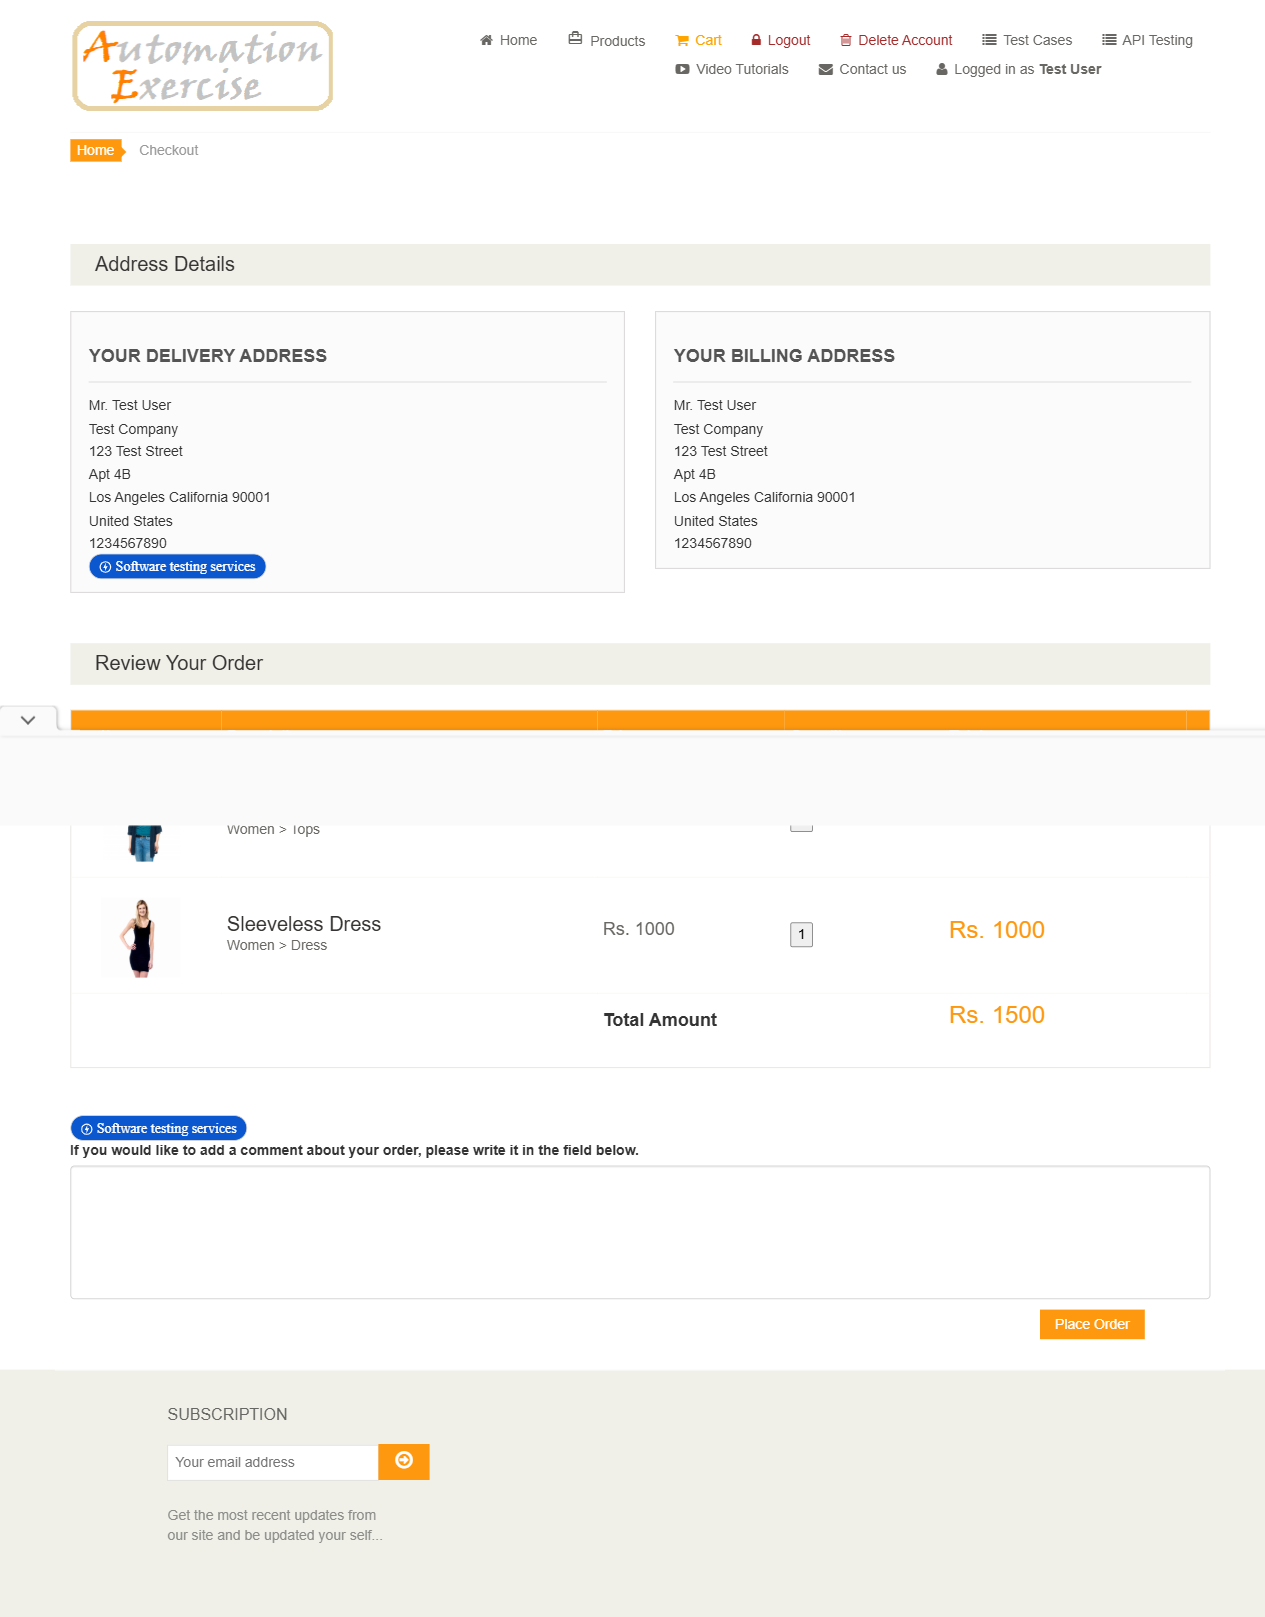 Automation
Exercise
Home
Products
Cart
Logout
Delete Account
Test Cases
API Testing
Video Tutorials
Contact us
Logged in as Test User
Home
Checkout
Address Details
YOUR DELIVERY ADDRESS
Mr. Test User
Test Company
123 Test Street
Apt 4B
Los Angeles California 90001
United States
1234567890
Software testing services
YOUR BILLING ADDRESS
Mr. Test User
Test Company
123 Test Street
Apt 4B
Los Angeles California 90001
United States
1234567890
Review Your Order
Women > Tops
Sleeveless Dress
Women > Dress
Rs. 1000
1
Rs. 1000
Total Amount
Rs. 1500
Software testing services
If you would like to add a comment about your order, please write it in the field below.
Place Order
SUBSCRIPTION
Your email address
Get the most recent updates from
our site and be updated your self...